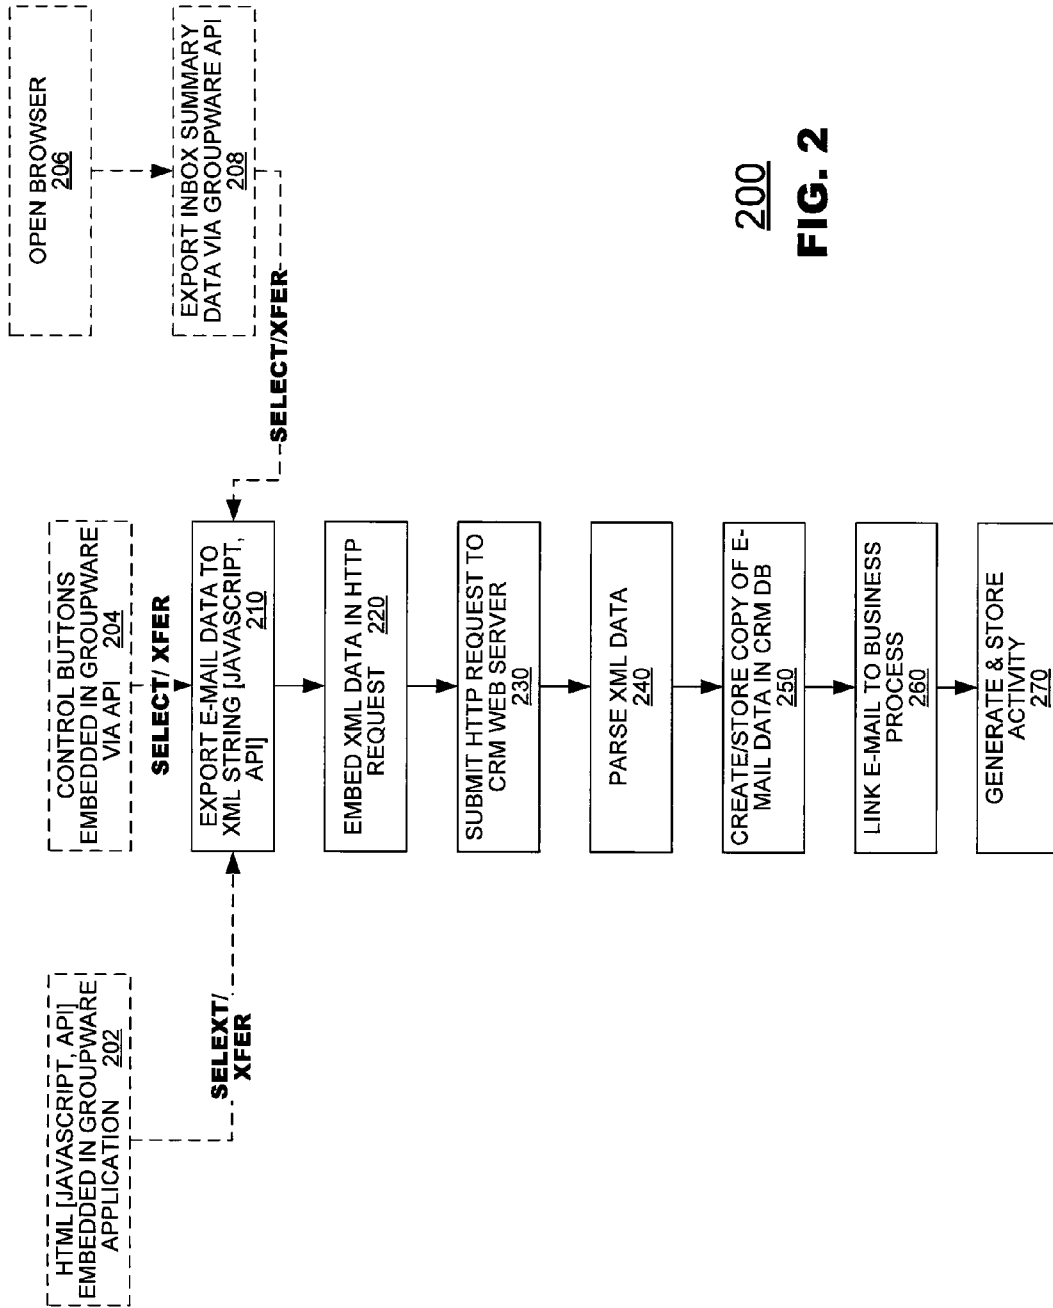 HTML [JAVASCRIPT, API]
EMBEDDED IN GROUPWARE
APPLICATION 202
CONTROL BUTTONS
EMBEDDED IN GROUPWARE
VIA API 204
OPEN BROWSER
206
EXPORT INBOX SUMMARY
DATA VIA GROUPWARE API
208
SELEXT/
XFER
SELECT/ XFER
SELECT/XFER
EXPORT E-MAIL DATA TO
XML STRING [JAVASCRIPT,
API] 210
EMBED XML DATA IN HTTP
REQUEST 220
SUBMIT HTTP REQUEST TO
CRM WEB SERVER
230
PARSE XML DATA
240
CREATE/STORE COPY OF E-
MAIL DATA IN CRM DB
250
LINK E-MAIL TO BUSINESS
PROCESS
260
GENERATE & STORE
ACTIVITY
270
200
FIG. 2